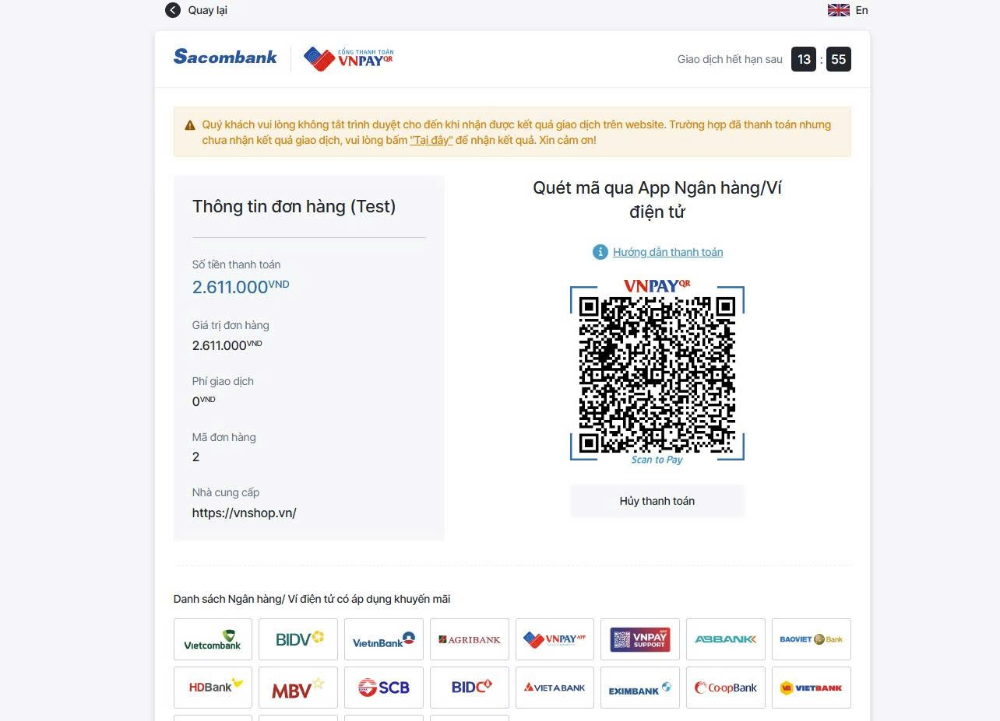 Quay lại
En
Sacombank
CỔNG THANH TOÁN
VNPAYQR
Giao dịch hết hạn sau 13 : 55
Quý khách vui lòng không tắt trình duyệt cho đến khi nhận được kết quả giao dịch trên website. Trường hợp đã thanh toán nhưng
chưa nhận kết quả giao dịch, vui lòng bấm "Tại đây" để nhận kết quả. Xin cảm ơn!
Thông tin đơn hàng (Test)
Số tiền thanh toán
2.611.000VND
Giá trị đơn hàng
2.611.000VND
Phí giao dịch
0VND
Mã đơn hàng
2
Nhà cung cấp
https://vnshop.vn/
Quét mã qua App Ngân hàng/Ví
điện tử
Hướng dẫn thanh toán
VNPAYQR
Scan to Pay
Hủy thanh toán
Danh sách Ngân hàng/ Ví điện tử có áp dụng khuyến mãi
Vietcombank
BIDV
VietinBank
AGRIBANK
VNPAYAPP
VNPAY
SUPPORT
ABBANK
BAOVIET Bank
HDBank
MBV
SCB
BIDC
VIETABANK
EXIMBANK
Co-opBank
VB VIETBANK